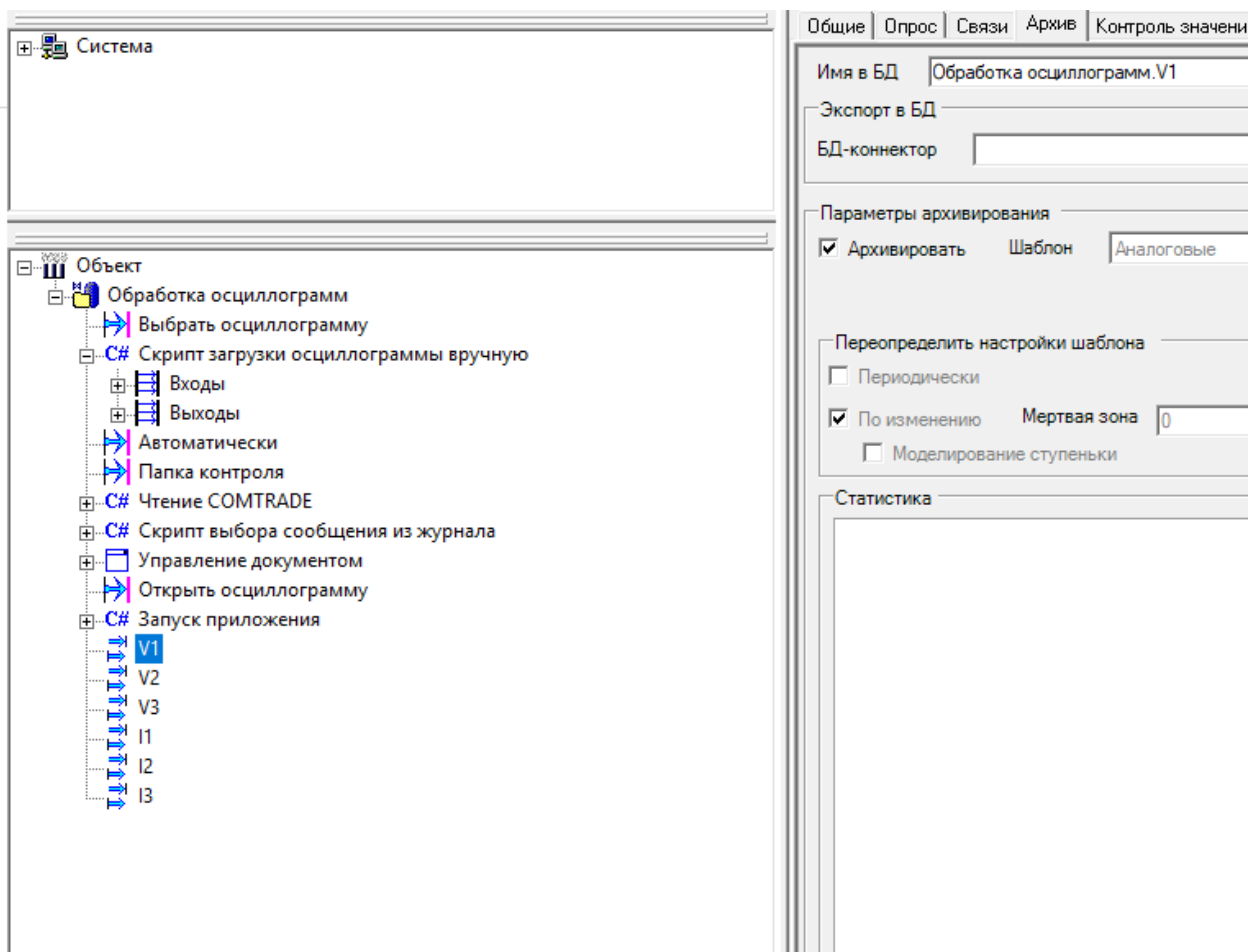 Система
Объект
Обработка осциллограмм
Выбрать осциллограмму
C# Скрипт загрузки осциллограммы вручную
Входы
Выходы
Автоматически
Папка контроля
C# Чтение COMTRADE
C# Скрипт выбора сообщения из журнала
Управление документом
Открыть осциллограмму
C# Запуск приложения
V1
V2
V3
I1
I2
I3
Общие Опрос Связи Архив Контроль значени
Имя в БД Обработка осциллограмм.V1
Экспорт в БД
БД-коннектор
Параметры архивирования
Архивировать Шаблон Аналоговые
Переопределить настройки шаблона
Периодически
По изменению Мертвая зона 0
Моделирование ступеньки
Статистика